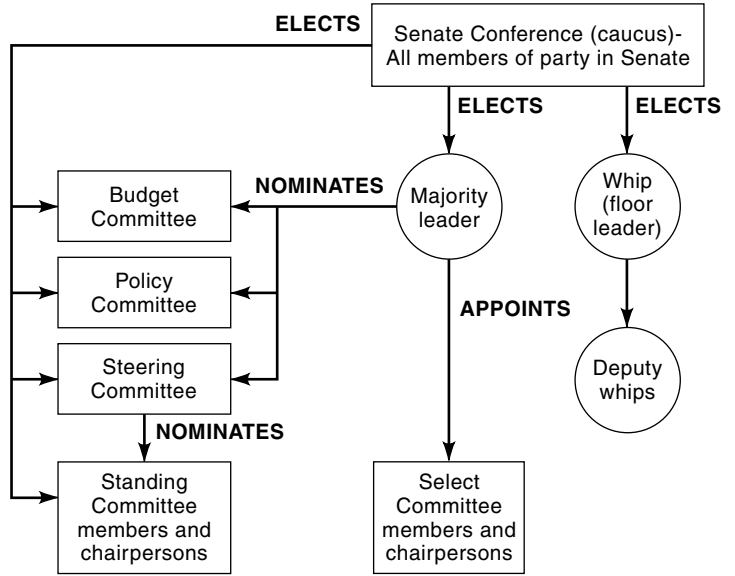 ELECTS
Senate Conference (caucus)-
All members of party in Senate
ELECTS
ELECTS
Budget
Committee
NOMINATES
Majority
leader
Whip
(floor
leader)
Policy
Committee
APPOINTS
Steering
Committee
Deputy
whips
NOMINATES
Standing
Committee
members and
chairpersons
Select
Committee
members and
chairpersons